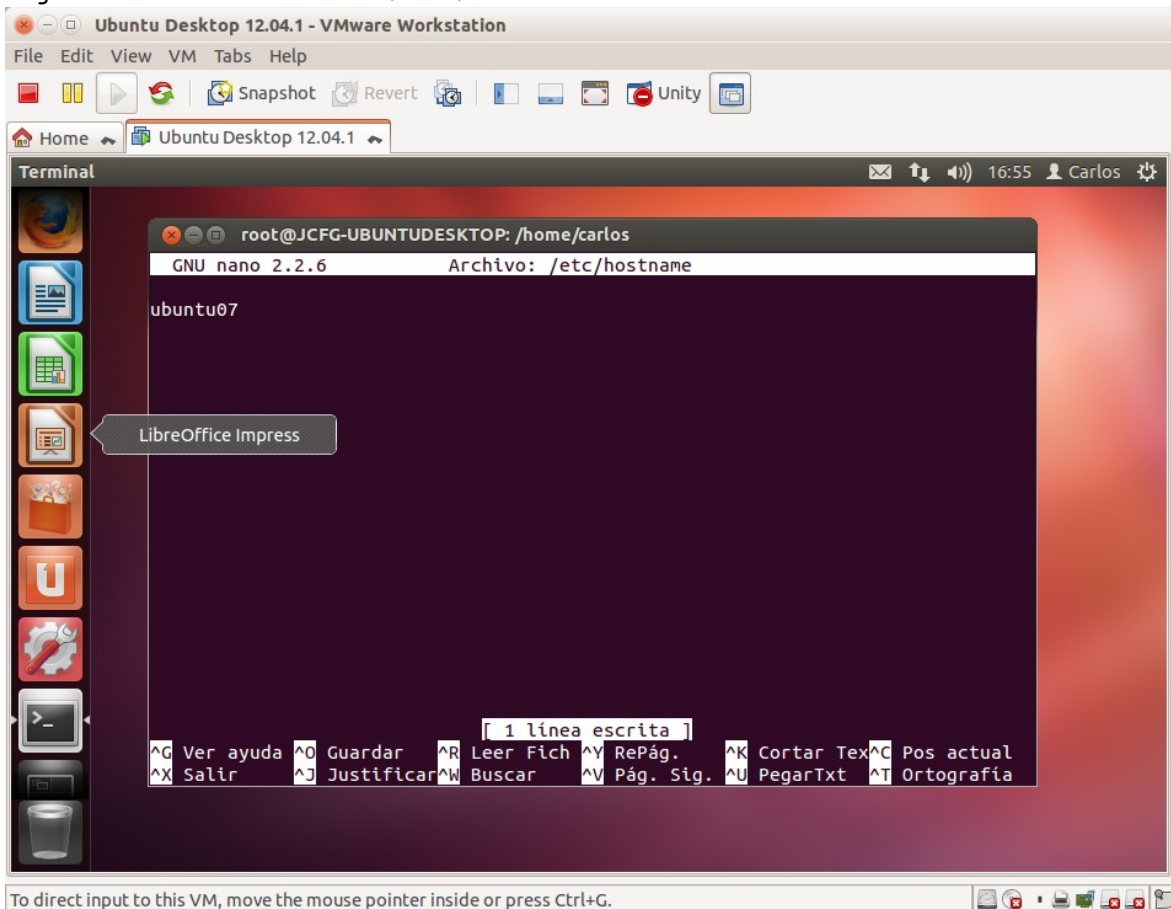 Ubuntu Desktop 12.04.1 - VMware Workstation
File Edit View VM Tabs Help
Snapshot Revert Unity
Home Ubuntu Desktop 12.04.1
Terminal 16:55 Carlos
root@JCFG-UBUNTUDESKTOP: /home/carlos
GNU nano 2.2.6 Archivo: /etc/hostname
ubuntu07
LibreOffice Impress
[ 1 línea escrita ]
^G Ver ayuda ^O Guardar ^R Leer Fich ^Y RePág. ^K Cortar Tex^C Pos actual
^X Salir ^J Justificar^W Buscar ^V Pág. Sig. ^U PegarTxt ^T Ortografía
To direct input to this VM, move the mouse pointer inside or press Ctrl+G.